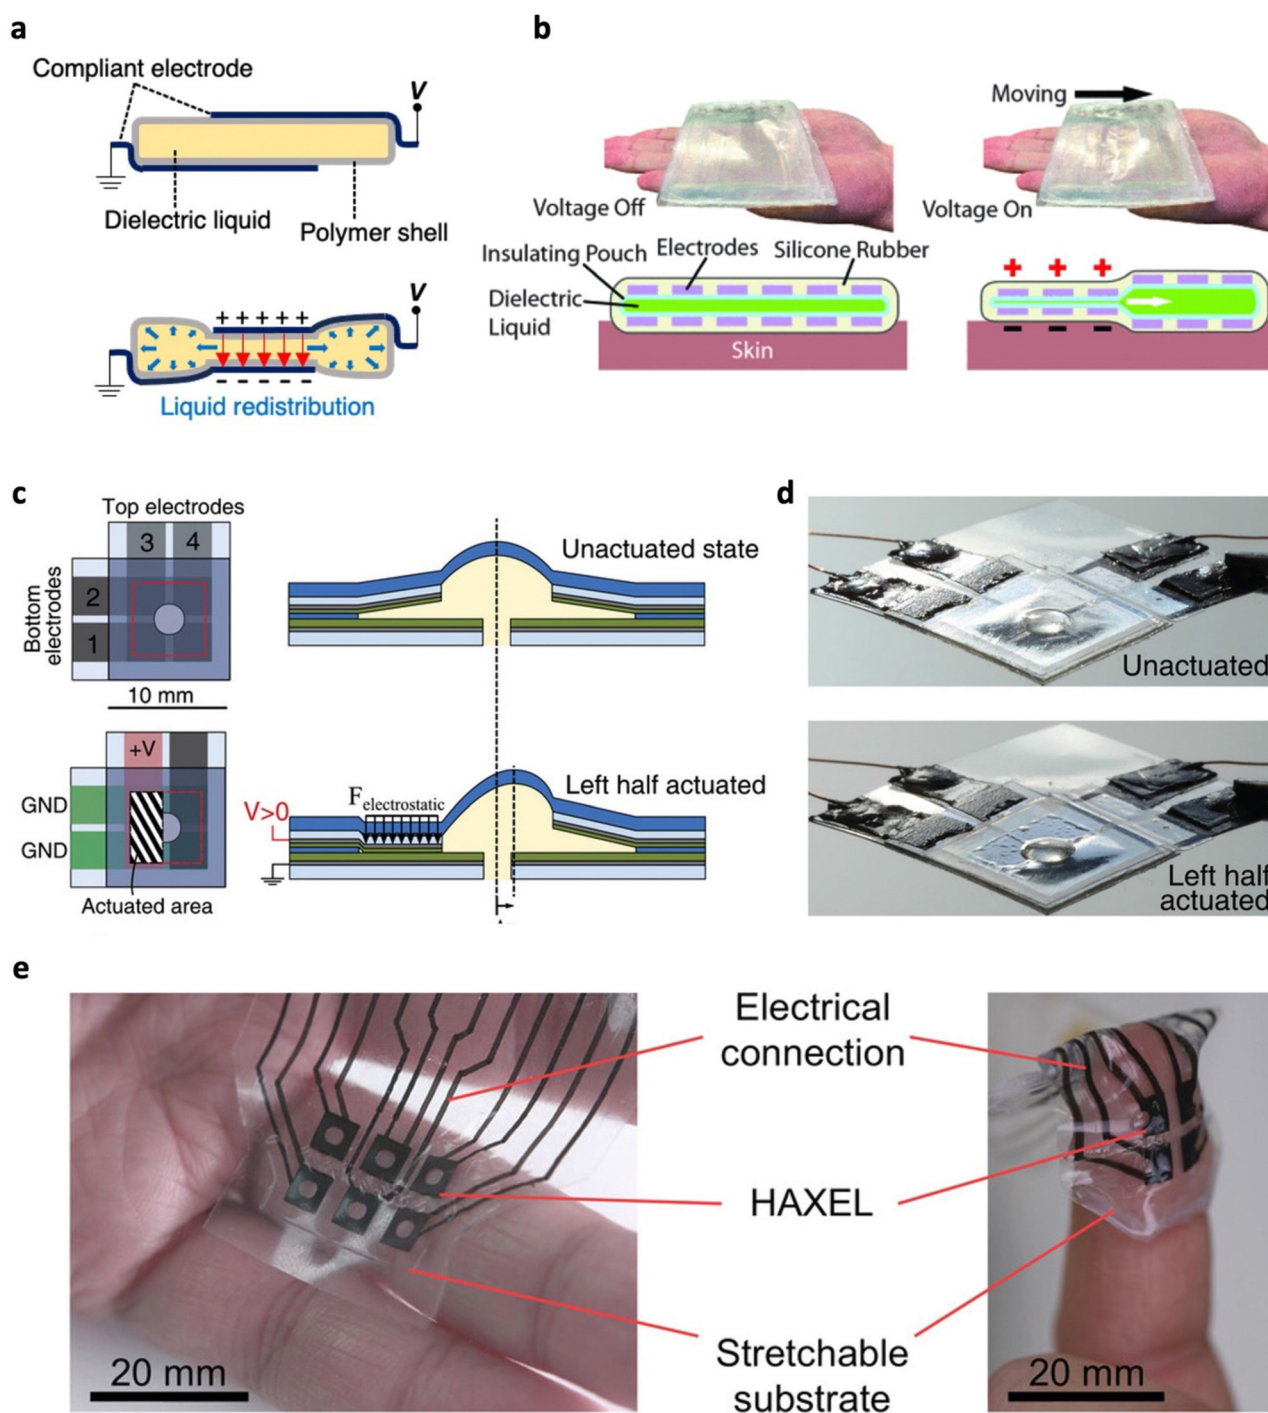 a
Compliant electrode
V
Dielectric liquid
Polymer shell
V
+ + + + +
- - - - -
Liquid redistribution
b
Moving
Voltage Off
Voltage On
Insulating Pouch
Electrodes
Silicone Rubber
Dielectric
Liquid
Skin
+ + +
- - -
c
Top electrodes
3 4
Bottom
electrodes
2
1
10 mm
Unactuated state
+V
GND
GND
Actuated area
V>0
Felectrostatic
Left half actuated
d
Unactuated
Left half
actuated
e
Electrical
connection
HAXEL
Stretchable
substrate
20 mm
20 mm